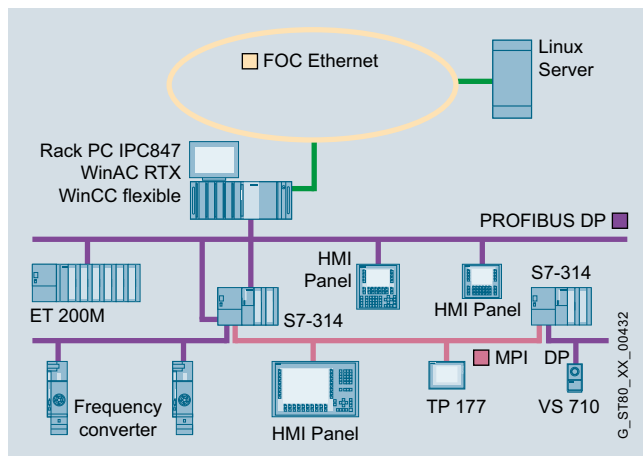 FOC Ethernet
Linux
Server
Rack PC IPC847
WinAC RTX
WinCC flexible
PROFIBUS DP
HMI
Panel
HMI Panel
S7-314
ET 200M
S7-314
MPI
DP
Frequency
converter
HMI Panel
TP 177
VS 710
G_ST80_XX_00432